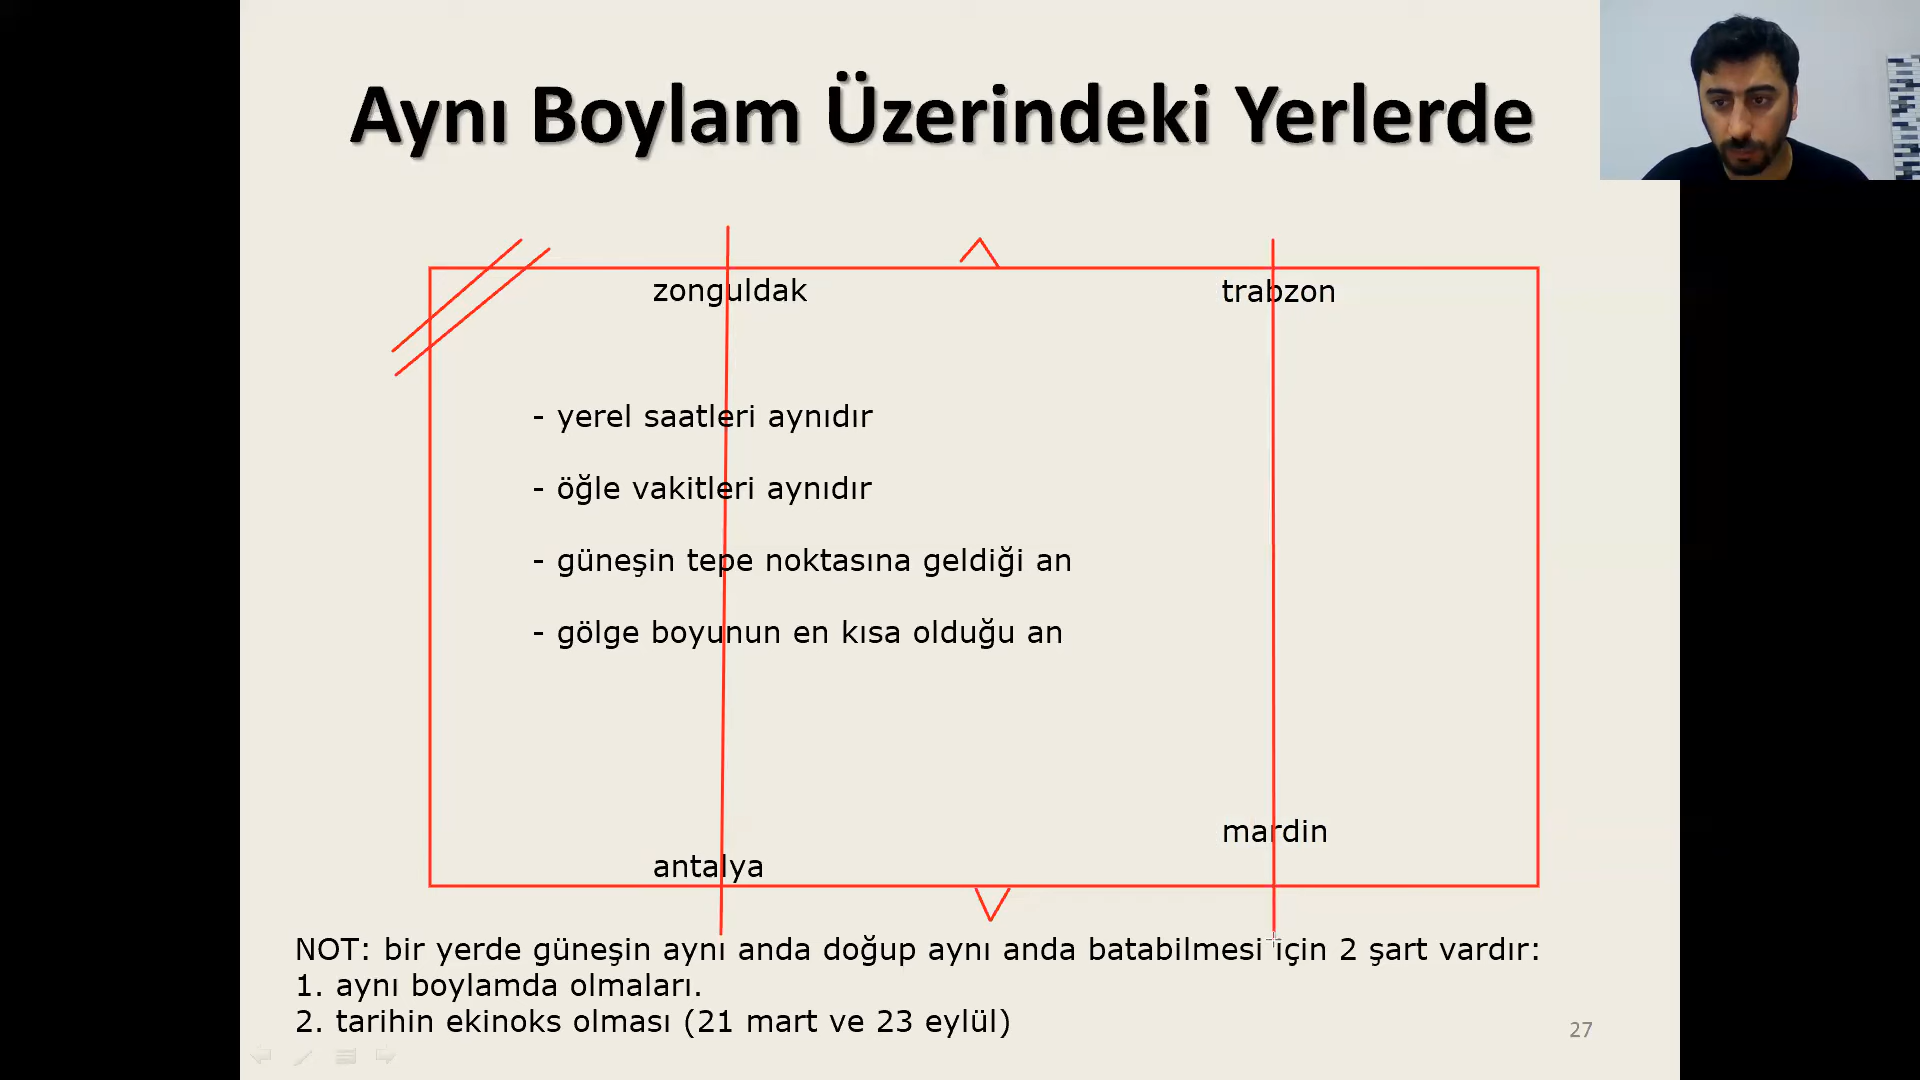 Aynı Boylam Üzerindeki Yerlerde
zonguldak
trabzon
- yerel saatleri aynıdır
- öğle vakitleri aynıdır
- güneşin tepe noktasına geldiği an
- gölge boyunun en kısa olduğu an
mardin
antalya
NOT: bir yerde güneşin aynı anda doğup aynı anda batabilmesi için 2 şart vardır:
1. aynı boylamda olmaları.
2. tarihin ekinoks olması (21 mart ve 23 eylül)
27